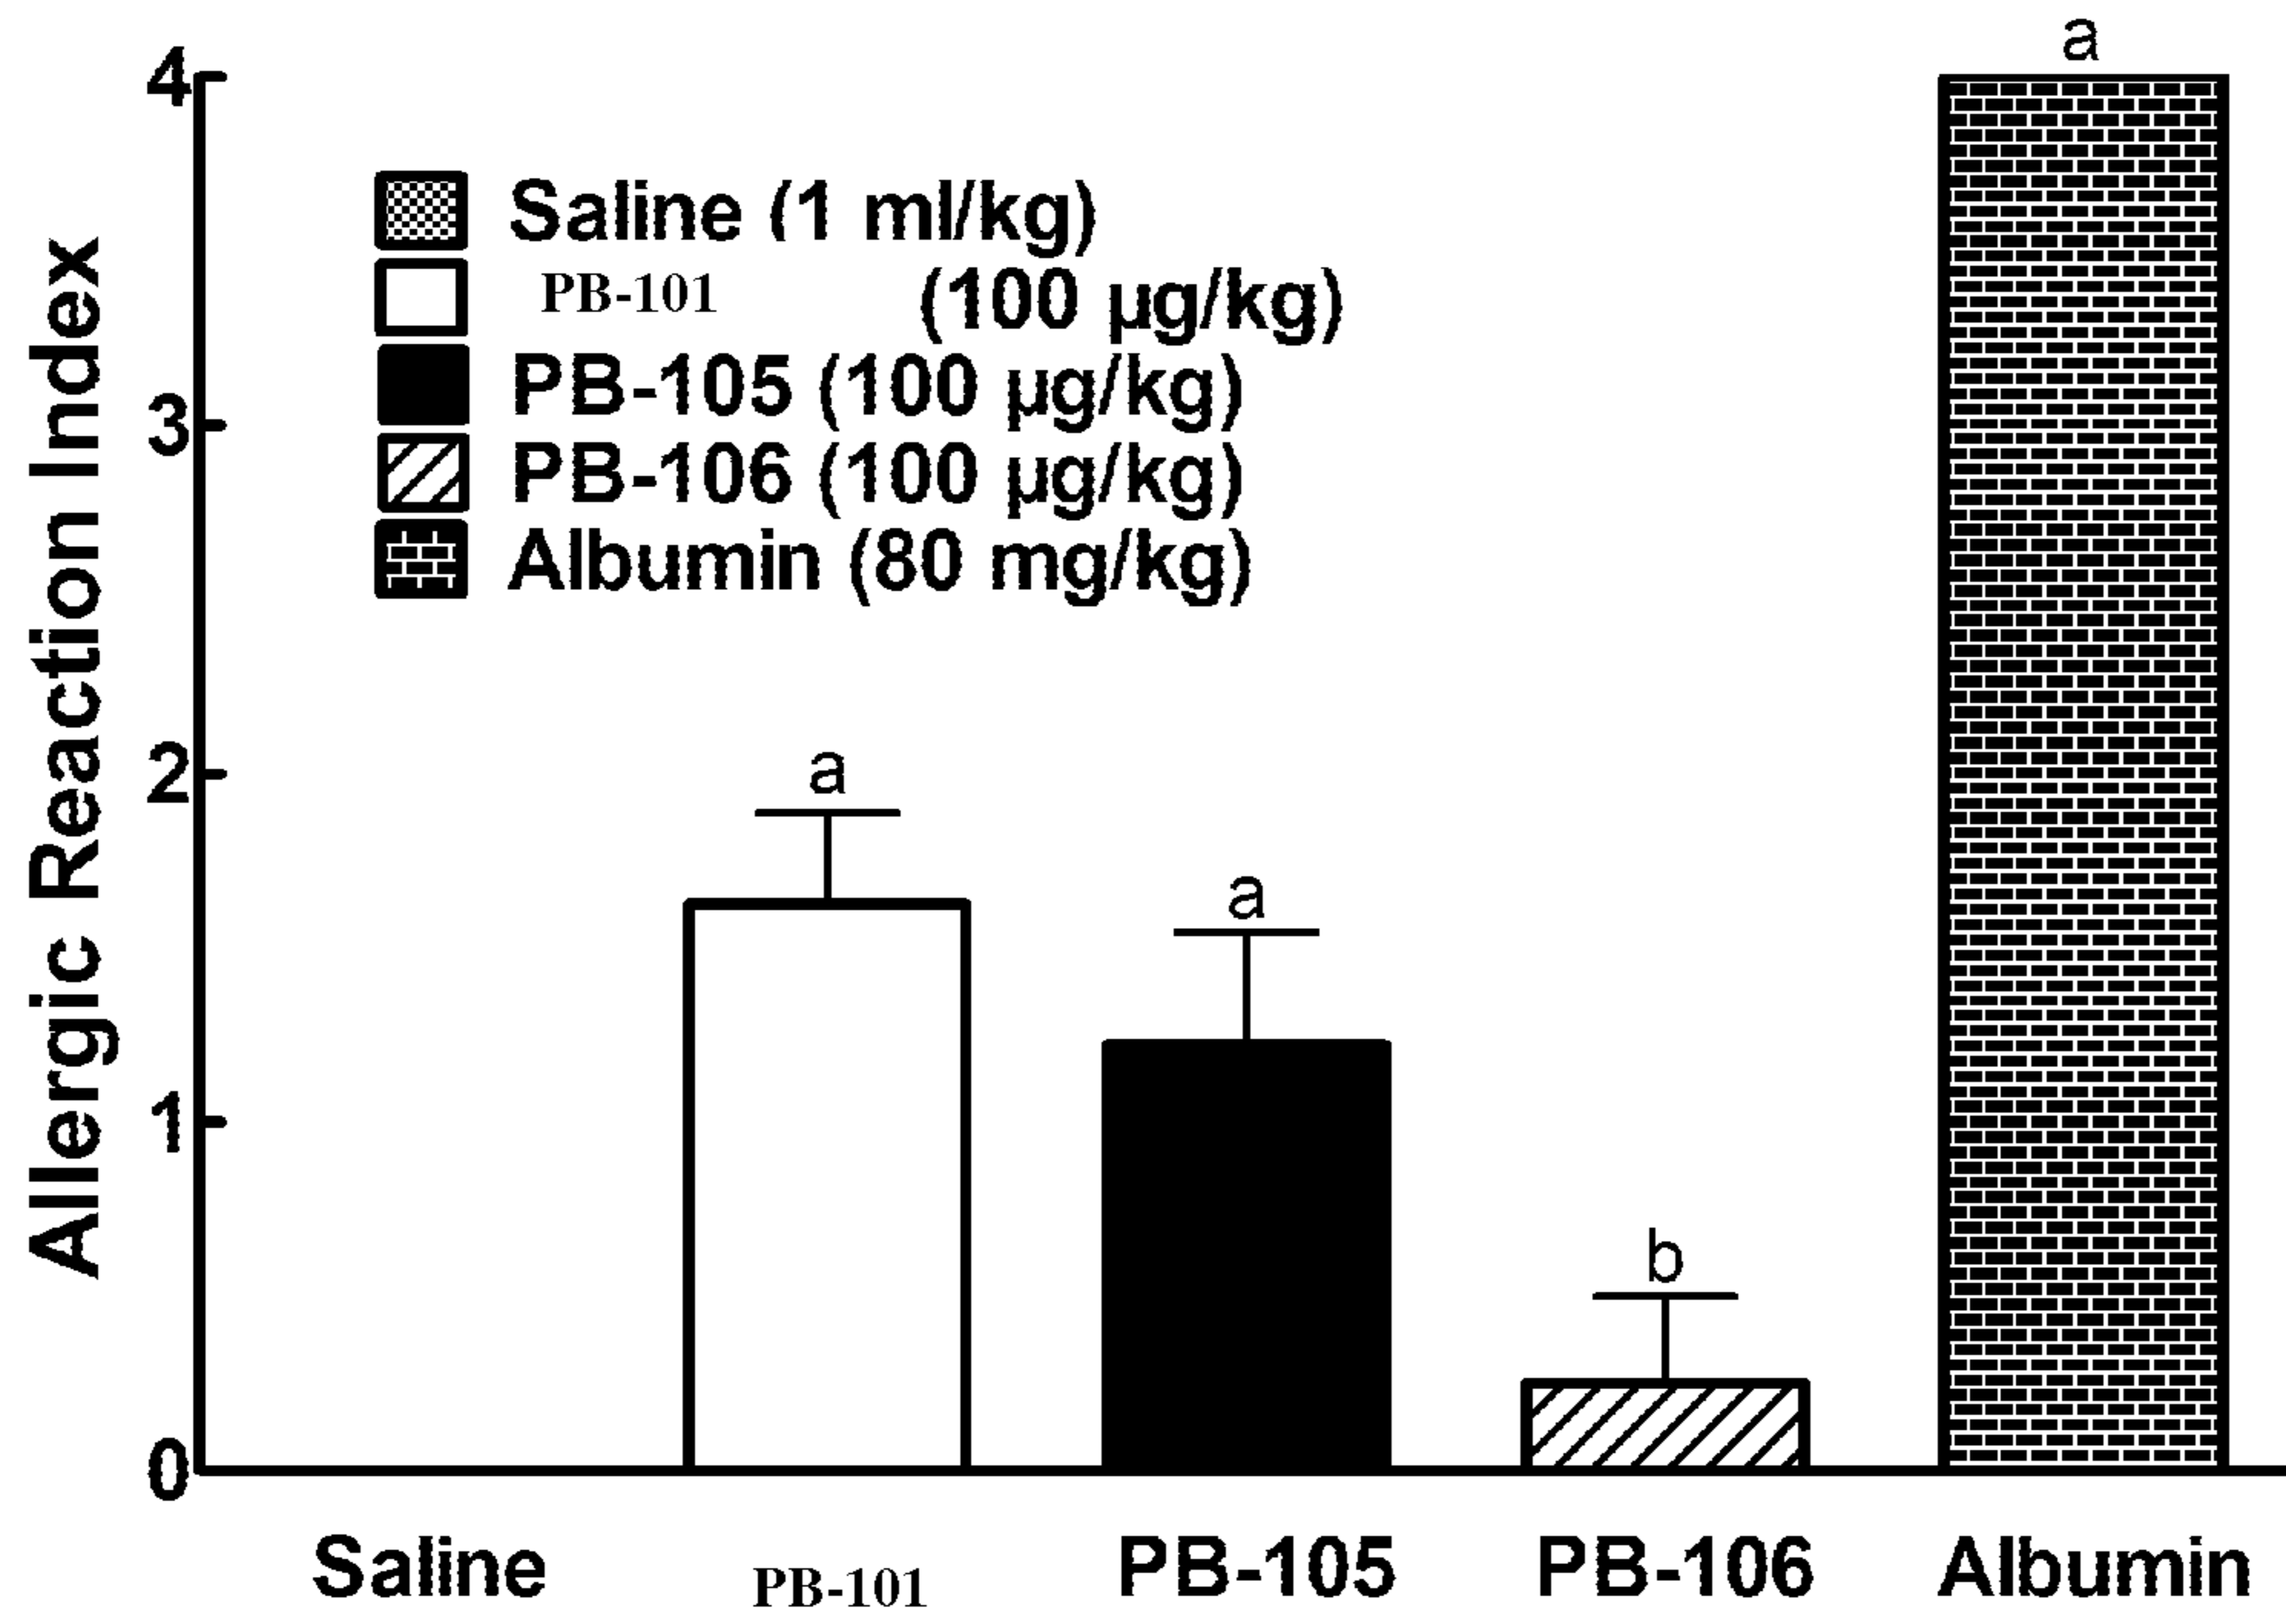 a
4
Saline (1 ml/kg)
PB-101 (100 µg/kg)
PB-105 (100 µg/kg)
PB-106 (100 µg/kg)
Albumin (80 mg/kg)
3
2
1
0
Allergic Reaction Index
a
a
b
Saline
PB-101
PB-105
PB-106
Albumin